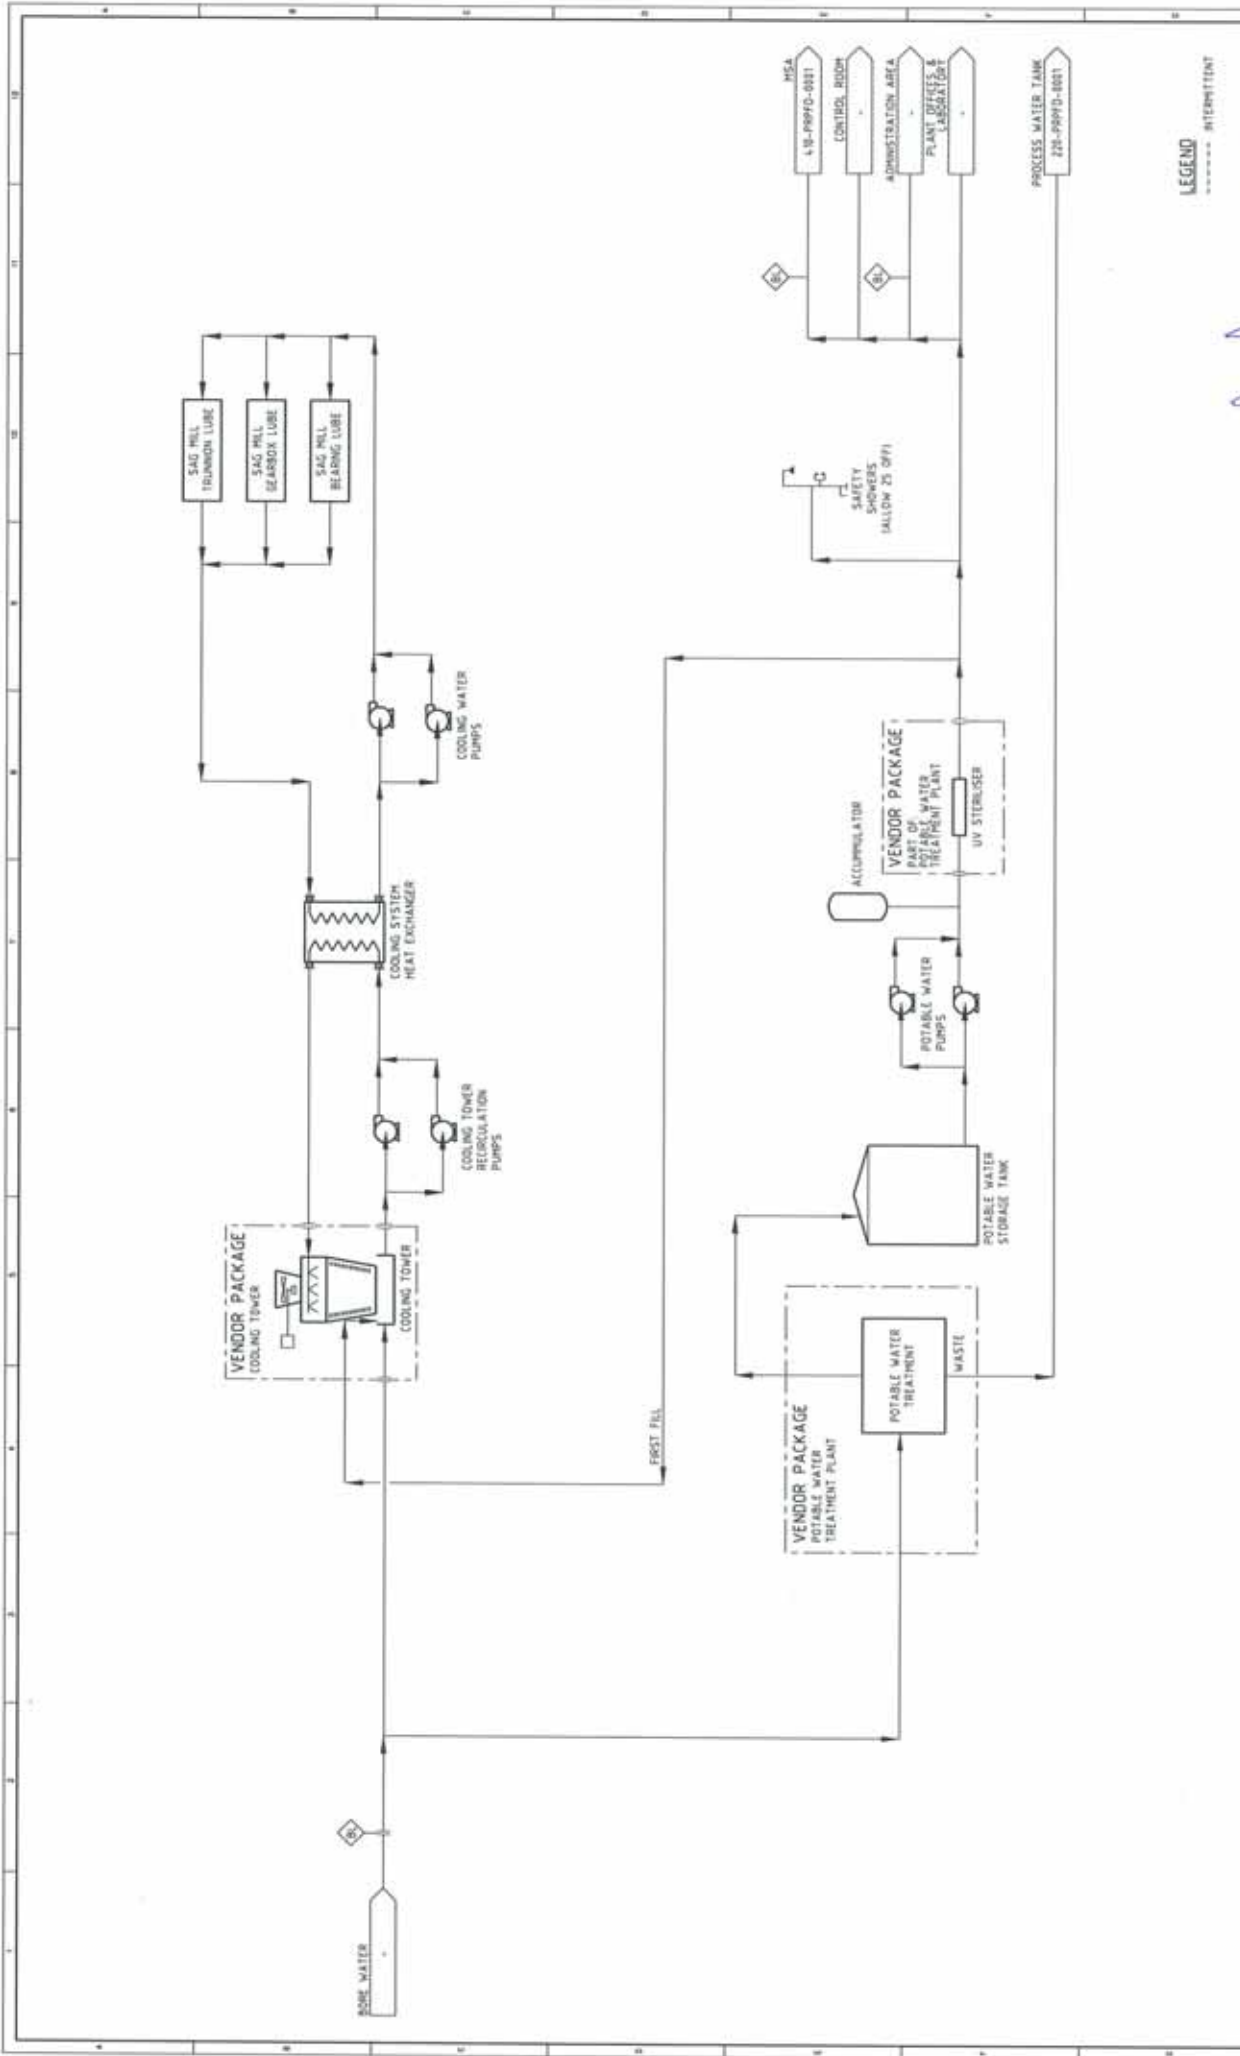 BORE WATER
BL
VENDOR PACKAGE
COOLING TOWER
COOLING TOWER
COOLING TOWER
RECIRCULATION
PUMPS
COOLING SYSTEM
HEAT EXCHANGER
COOLING WATER
PUMPS
SAG MILL
TRUNNION LUBE
SAG MILL
GEARBOX LUBE
SAG MILL
BEARING LUBE
FIRST FILL
VENDOR PACKAGE
POTABLE WATER
TREATMENT PLANT
POTABLE WATER
TREATMENT
WASTE
POTABLE WATER
STORAGE TANK
POTABLE WATER
PUMPS
ACCUMMULATOR
VENDOR PACKAGE
PART OF
POTABLE WATER
TREATMENT PLANT
UV STERILISER
SAFETY
SHOWERS
(ALLOW 25 OFF)
BL
BL
MSA
410-PRPFD-0001
CONTROL ROOM
ADMINISTRATION AREA
PLANT OFFICES &
LABORATORY
PROCESS WATER TANK
220-PRPFD-0001
LEGEND
INTERMITTENT